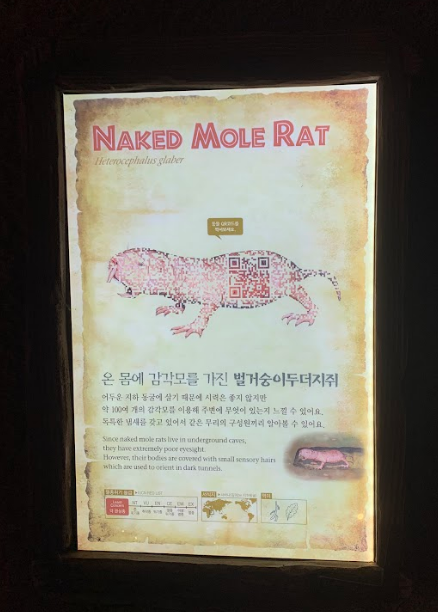 NAKED MOLE RAT
Heterocephalus glaber
온 몸에 감각모를 가진 벌거숭이두더지쥐
어두운 지하 동굴에 살기 때문에 시력은 좋지 않지만
약 100여 개의 감각모를 이용해 주변에 무엇이 있는지 느낄 수 있어요.
독특한 냄새를 갖고 있어서 같은 무리의 구성원끼리 알아볼 수 있어요.
Since naked mole rats live in underground caves,
they have extremely poor eyesight.
However, their bodies are covered with small sensory hairs
which are used to orient in dark tunnels.